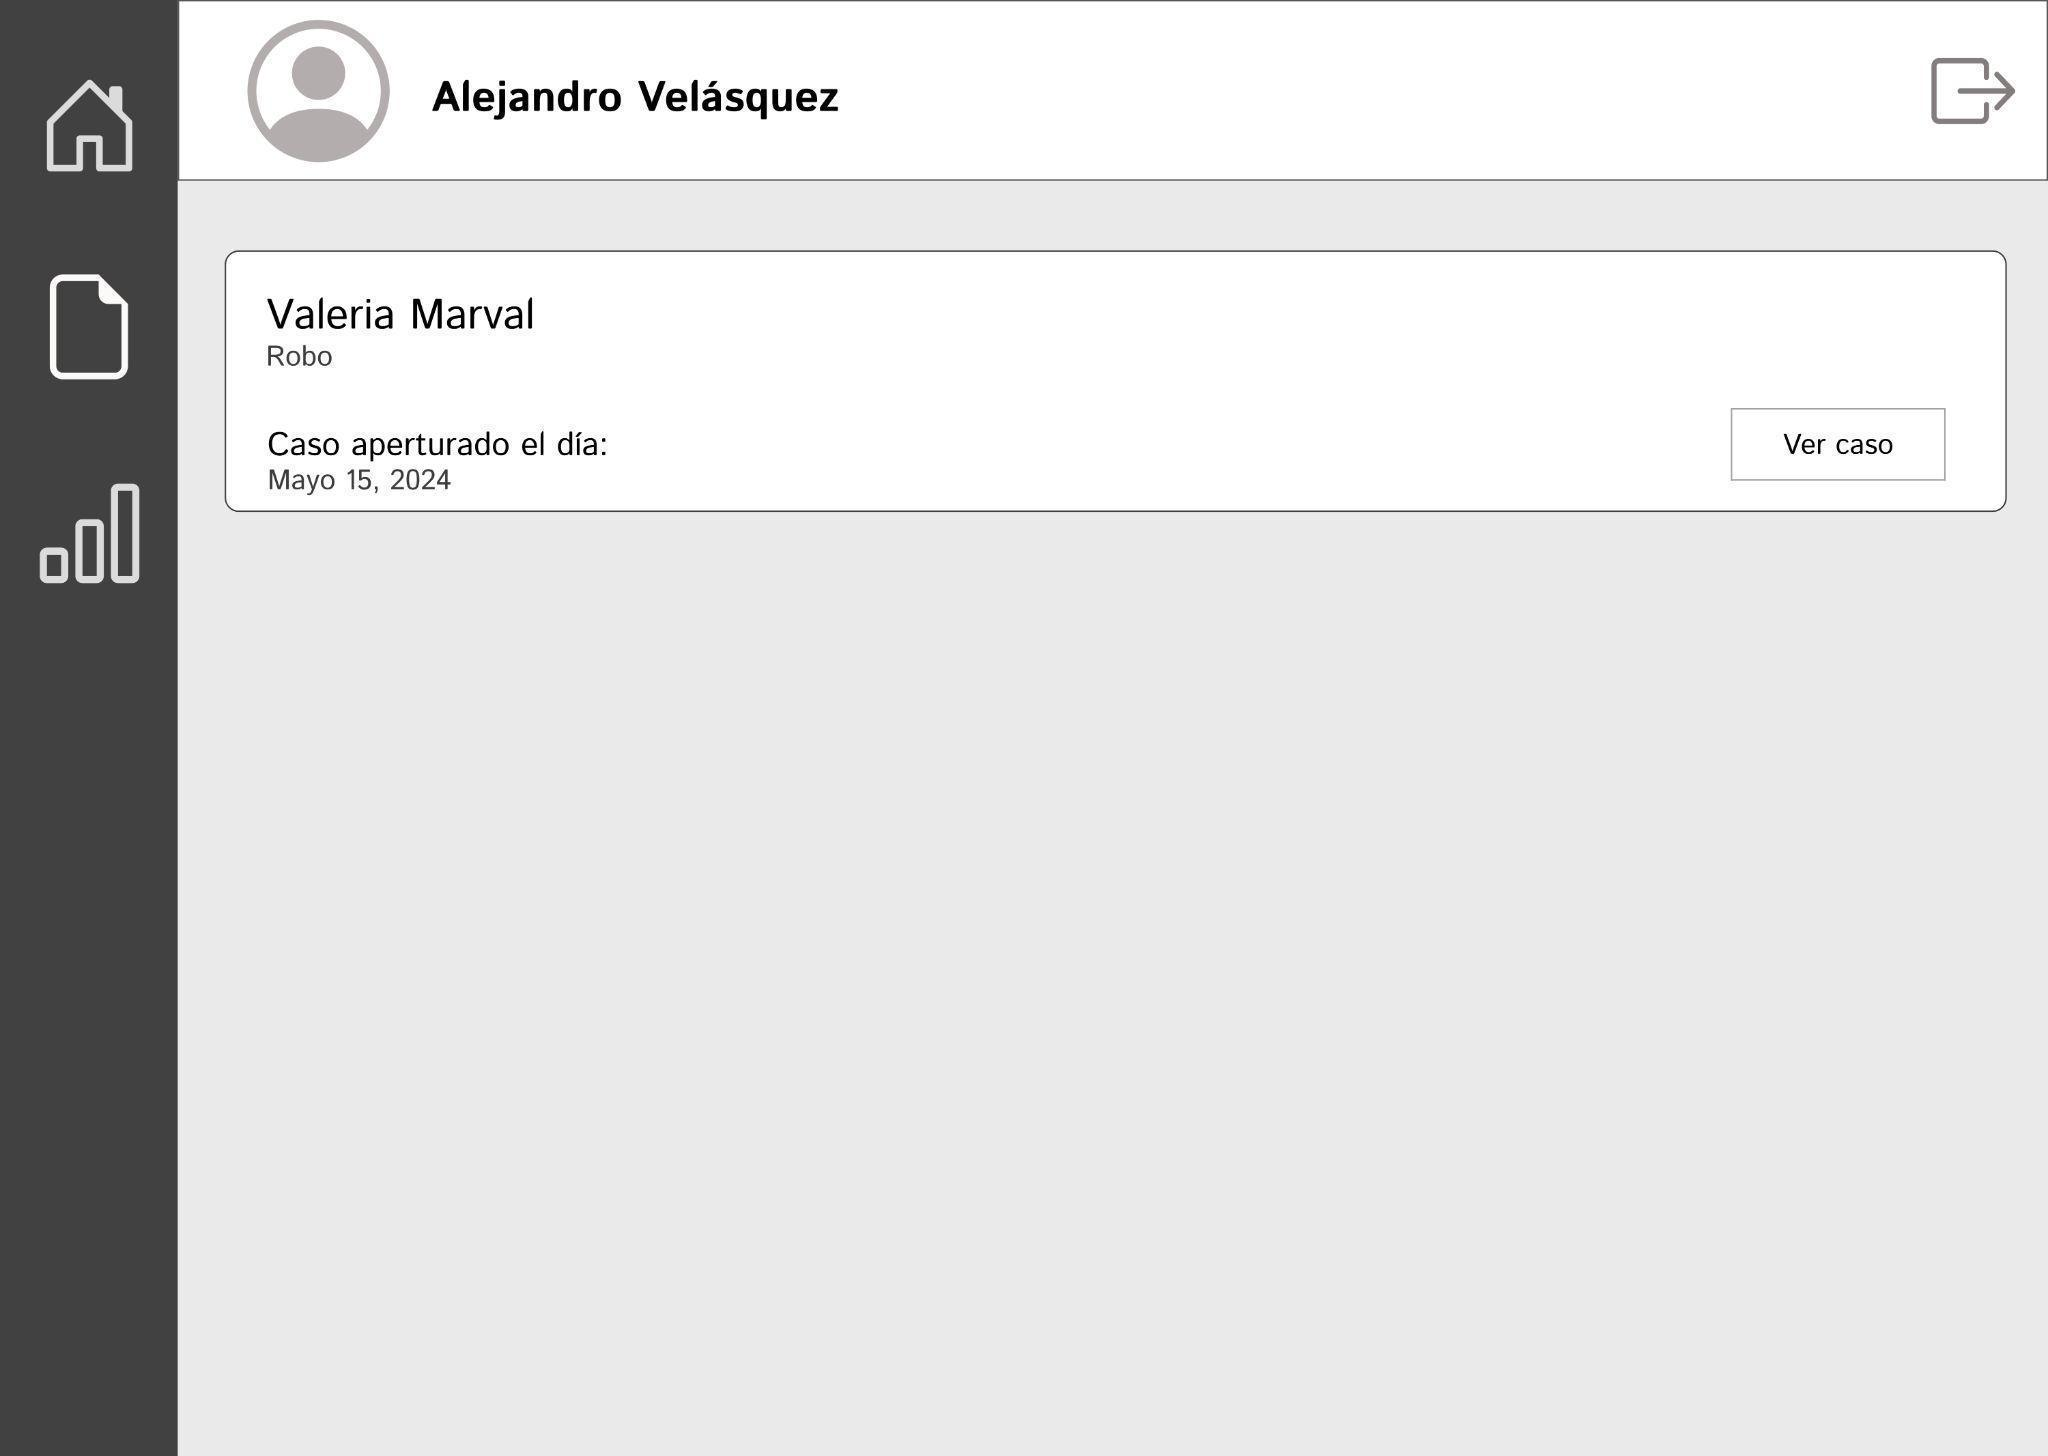 Alejandro Velásquez
Valeria Marval
Robo
Caso aperturado el día:
Mayo 15, 2024
Ver caso